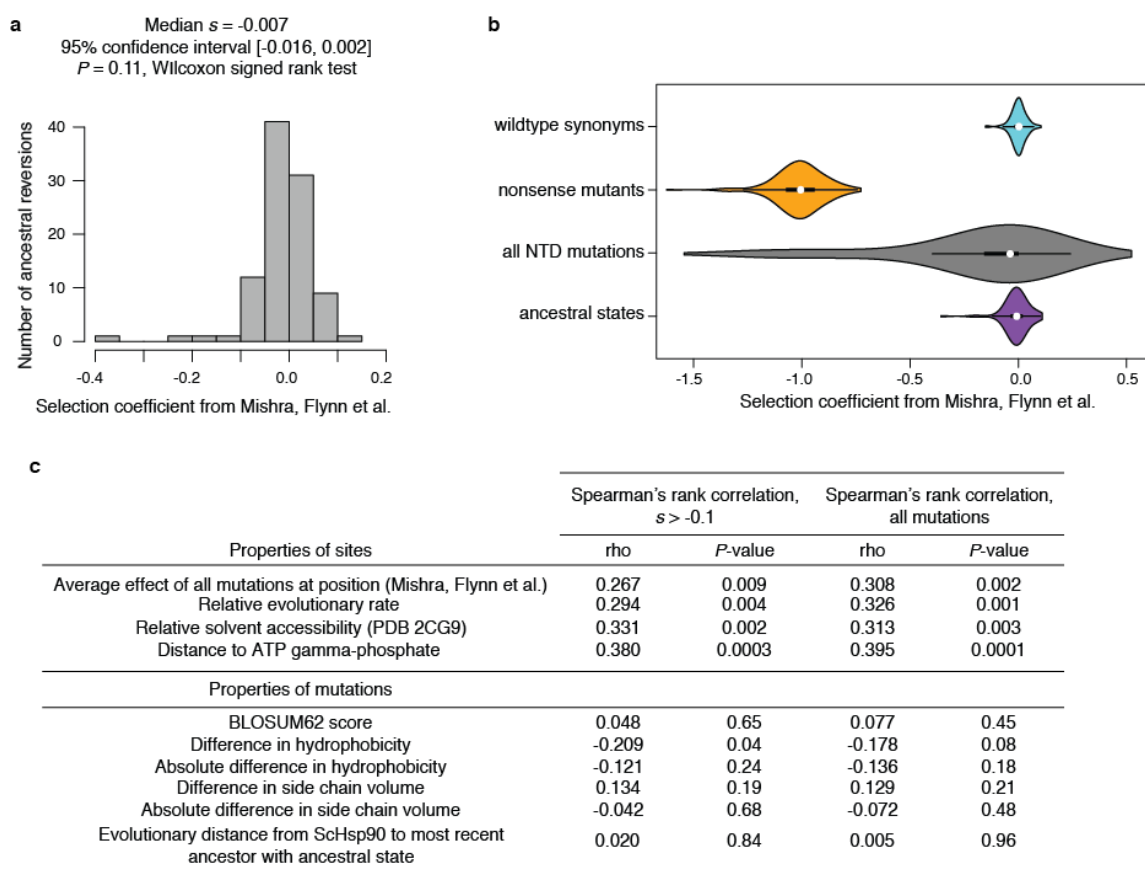 a
Median s = -0.007
95% confidence interval [-0.016, 0.002]
P = 0.11, WIlcoxon signed rank test
Number of ancestral reversions
40
30
20
10
0
-0.4
-0.2
0.0
0.2
Selection coefficient from Mishra, Flynn et al.
b
wildtype synonyms
nonsense mutants
all NTD mutations
ancestral states
-1.5
-1.0
-0.5
0.0
0.5
Selection coefficient from Mishra, Flynn et al.
c
Spearman's rank correlation, s > -0.1 Spearman's rank correlation, all mutations
Properties of sites rho P-value rho P-value
Average effect of all mutations at position (Mishra, Flynn et al.) 0.267 0.009 0.308 0.002
Relative evolutionary rate 0.294 0.004 0.326 0.001
Relative solvent accessibility (PDB 2CG9) 0.331 0.002 0.313 0.003
Distance to ATP gamma-phosphate 0.380 0.0003 0.395 0.0001
Properties of mutations
BLOSUM62 score 0.048 0.65 0.077 0.45
Difference in hydrophobicity -0.209 0.04 -0.178 0.08
Absolute difference in hydrophobicity -0.121 0.24 -0.136 0.18
Difference in side chain volume 0.134 0.19 0.129 0.21
Absolute difference in side chain volume -0.042 0.68 -0.072 0.48
Evolutionary distance from ScHsp90 to most recent
ancestor with ancestral state 0.020 0.84 0.005 0.96